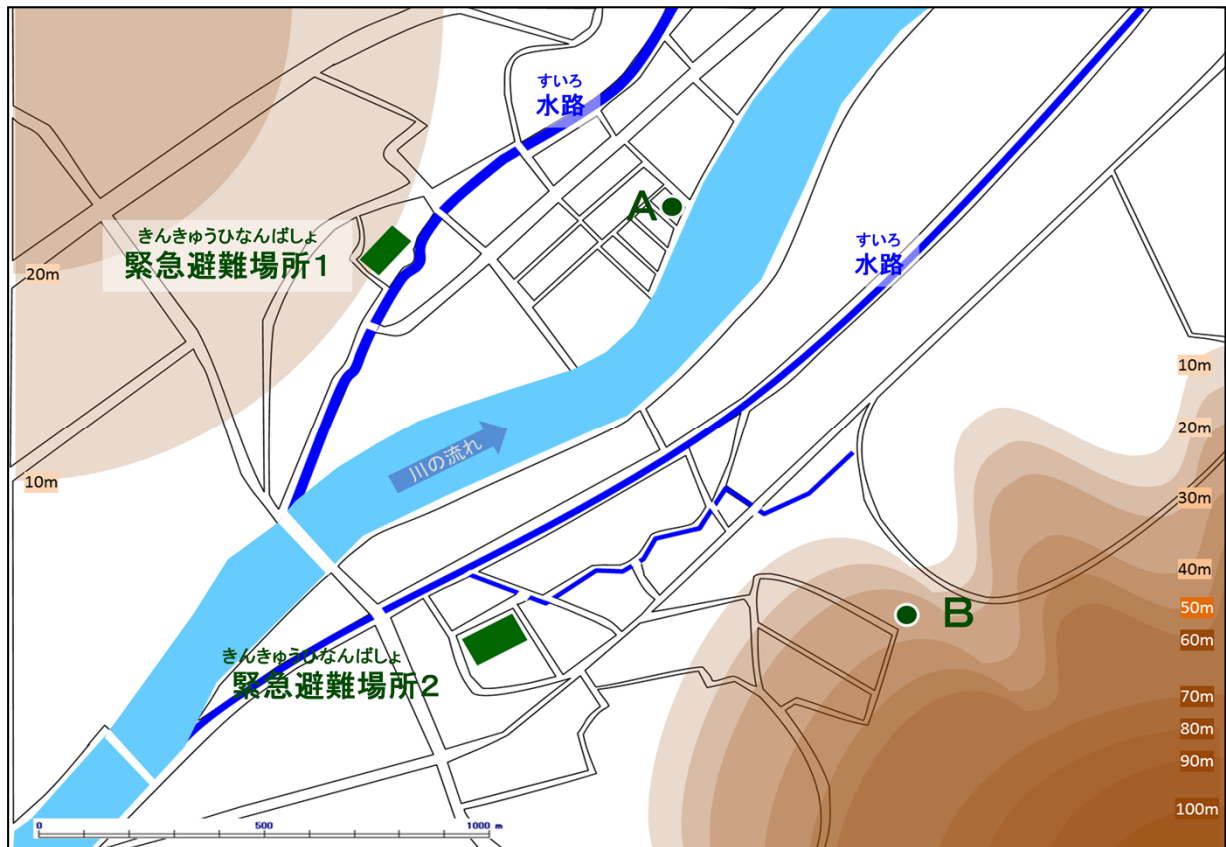 すいろ
水路
A
きんきゅうひなんばしょ
緊急避難場所1
すいろ
水路
20m
10m
20m
10m
川の流れ
30m
40m
50m
B
60m
きんきゅうひなんばしょ
緊急避難場所2
70m
80m
90m
100m
0 500 1000 m